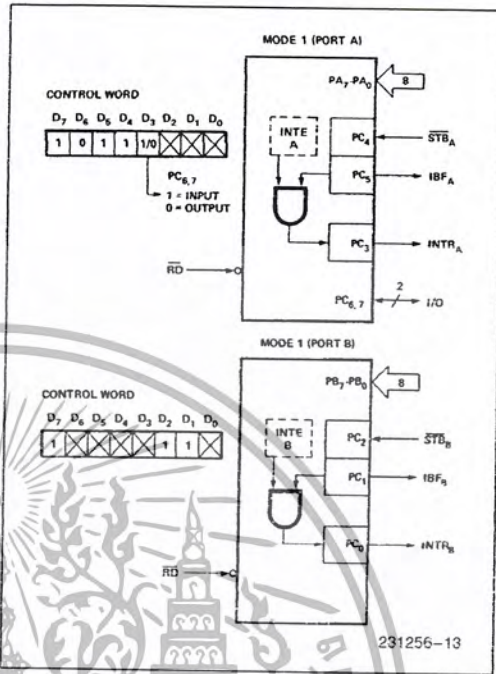 MODE 1 (PORT A)
PA7-PA0
8
CONTROL WORD
D7 D6 D5 D4 D3 D2 D1 D0
1 0 1 1 1/0
PC6,7
1 = INPUT
0 = OUTPUT
INTE
A
PC4
STBA
PC5
IBFA
PC3
INTRA
RD
PC6,7
2
I/O
MODE 1 (PORT B)
PB7-PB0
8
CONTROL WORD
D7 D6 D5 D4 D3 D2 D1 D0
1 1 1
INTE
B
PC2
STBB
PC1
IBFB
PC0
INTRB
RD
231256-13